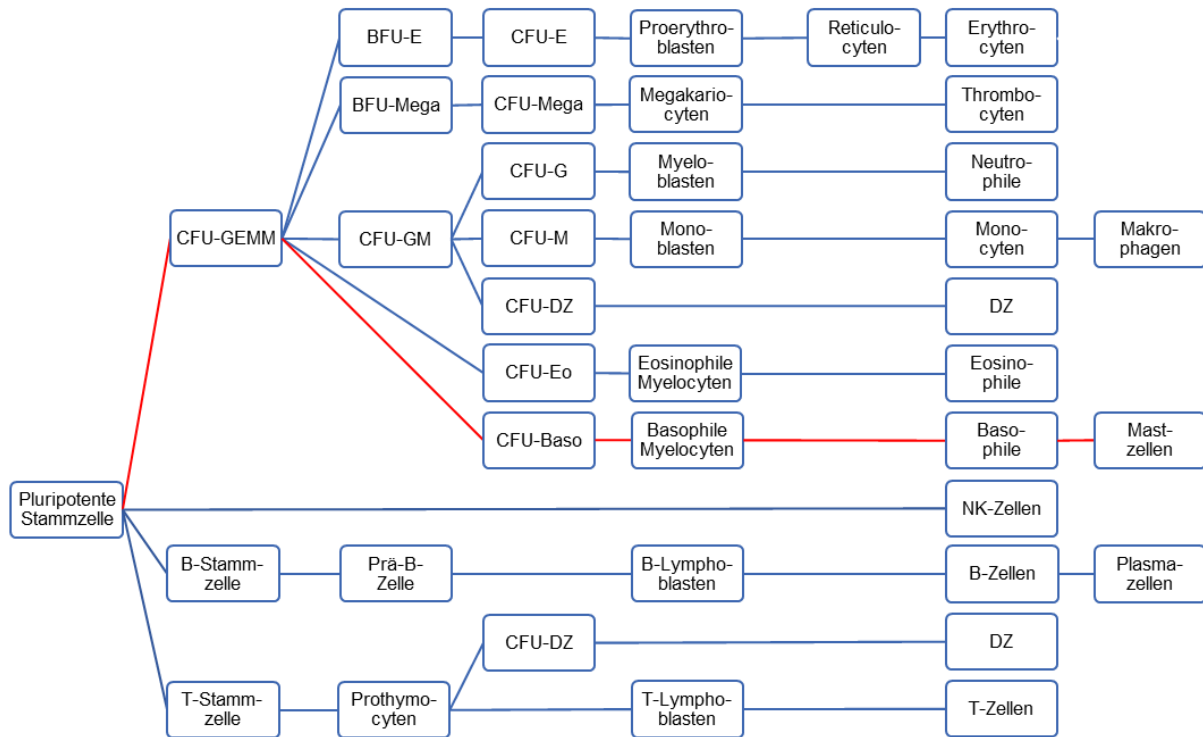 BFU-E
CFU-E
Proerythro-
blasten
Reticulo-
cyten
Erythro-
cyten
BFU-Mega
CFU-Mega
Megakario-
cyten
Thrombo-
cyten
CFU-G
Myelo-
blasten
Neutro-
phile
CFU-GEMM
CFU-GM
CFU-M
Mono-
blasten
Mono-
cyten
Makro-
phagen
CFU-DZ
DZ
CFU-Eo
Eosinophile
Myelocyten
Eosino-
phile
CFU-Baso
Basophile
Myelocyten
Baso-
phile
Mast-
zellen
Pluripotente
Stammzelle
NK-Zellen
B-Stamm-
zelle
Prä-B-
Zelle
B-Lympho-
blasten
B-Zellen
Plasma-
zellen
CFU-DZ
DZ
T-Stamm-
zelle
Prothymo-
cyten
T-Lympho-
blasten
T-Zellen